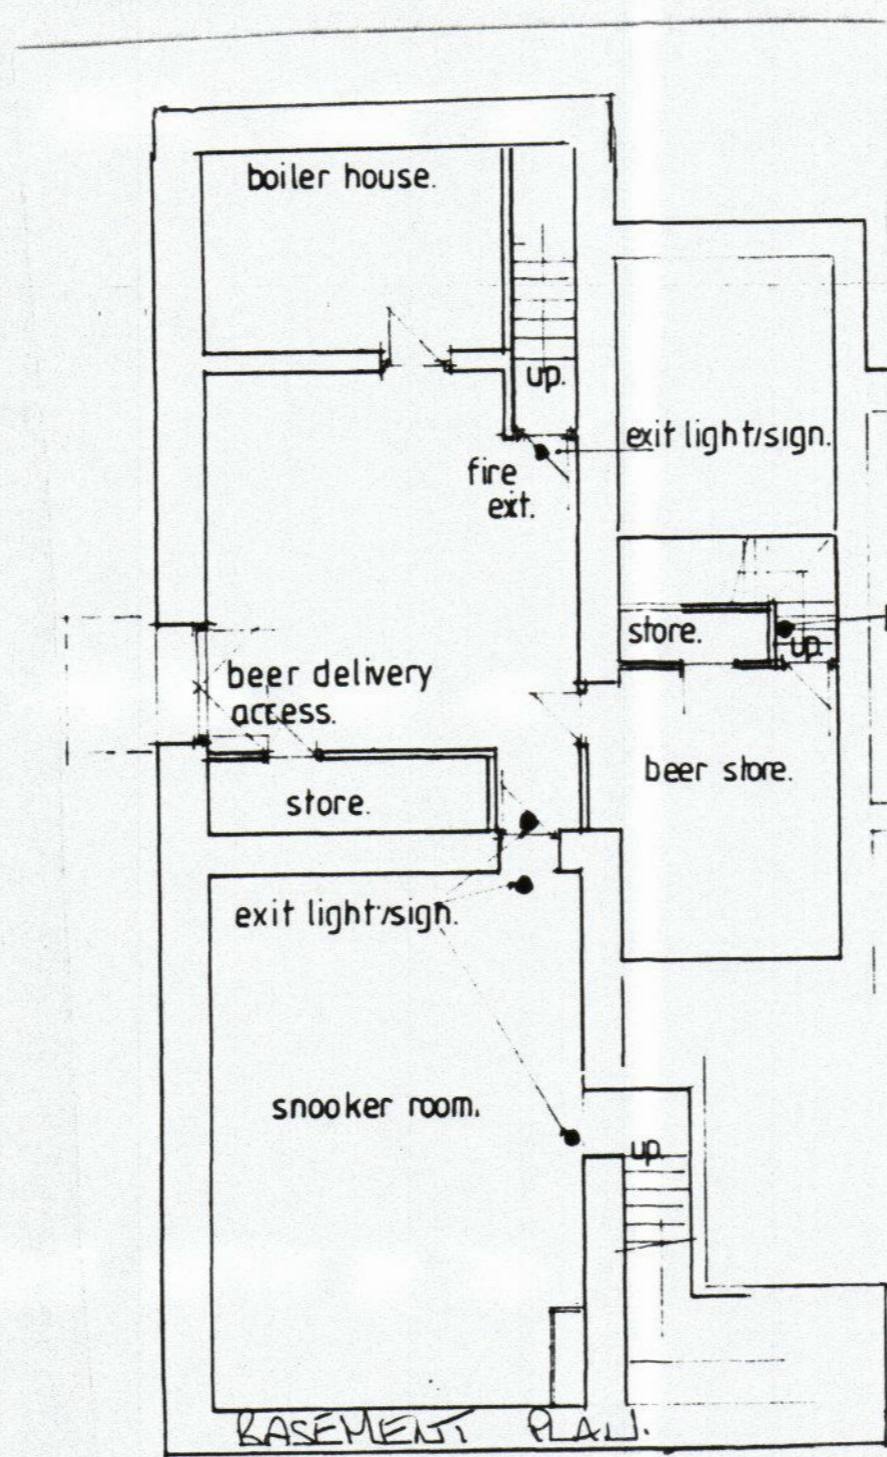 boiler house.
up.
exit light/sign.
fire
ext.
store.
up.
beer delivery
access.
beer store.
store.
exit light/sign.
snooker room.
up.
BASEMENT PLAN.